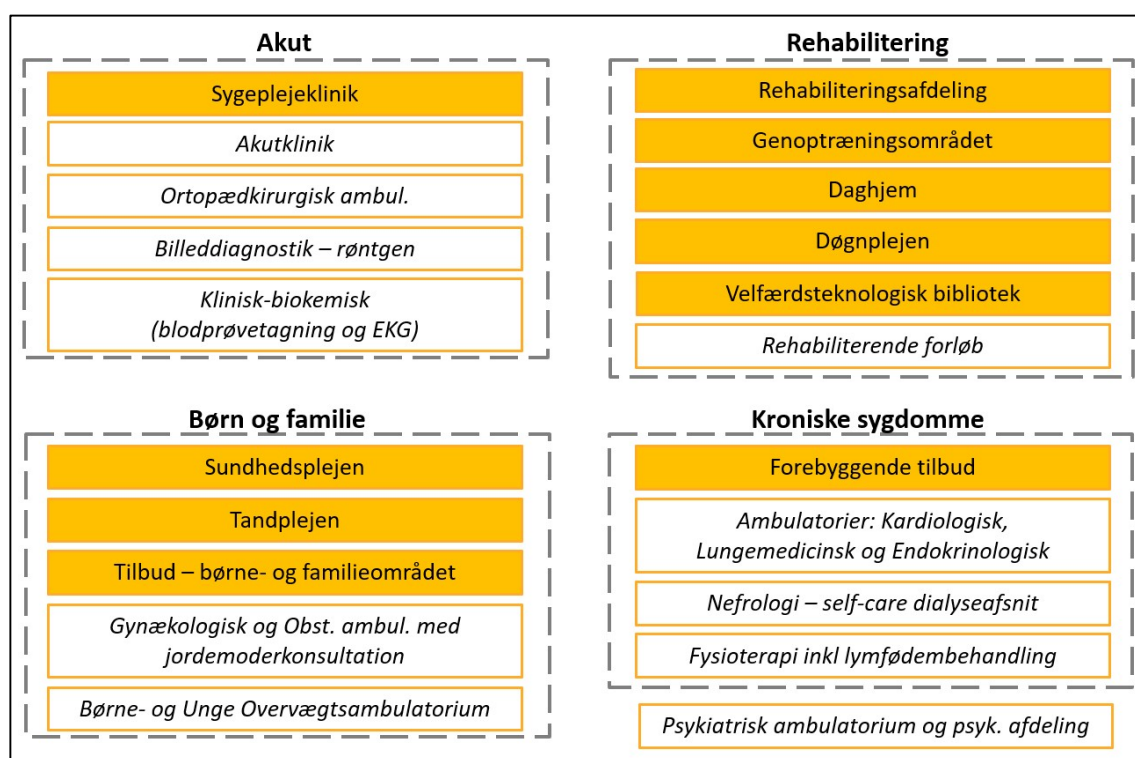 Akut
Sygeplejeklinik
Akutklinik
Ortopædkirurgisk ambul.
Billeddiagnostik – røntgen
Klinisk-biokemisk
(blodprøvetagning og EKG)
Rehabilitering
Rehabiliteringsafdeling
Genoptræningsområdet
Daghjem
Døgnplejen
Velfærdsteknologisk bibliotek
Rehabiliterende forløb
Børn og familie
Sundhedsplejen
Tandplejen
Tilbud – børne- og familieområdet
Gynækologisk og Obst. ambul. med
jordemoderkonsultation
Børne- og Unge Overvægtsambulatorium
Kroniske sygdomme
Forebyggende tilbud
Ambulatorier: Kardiologisk,
Lungemedicinsk og Endokrinologisk
Nefrologi – self-care dialyseafsnit
Fysioterapi inkl lymfødembehandling
Psykiatrisk ambulatorium og psyk. afdeling